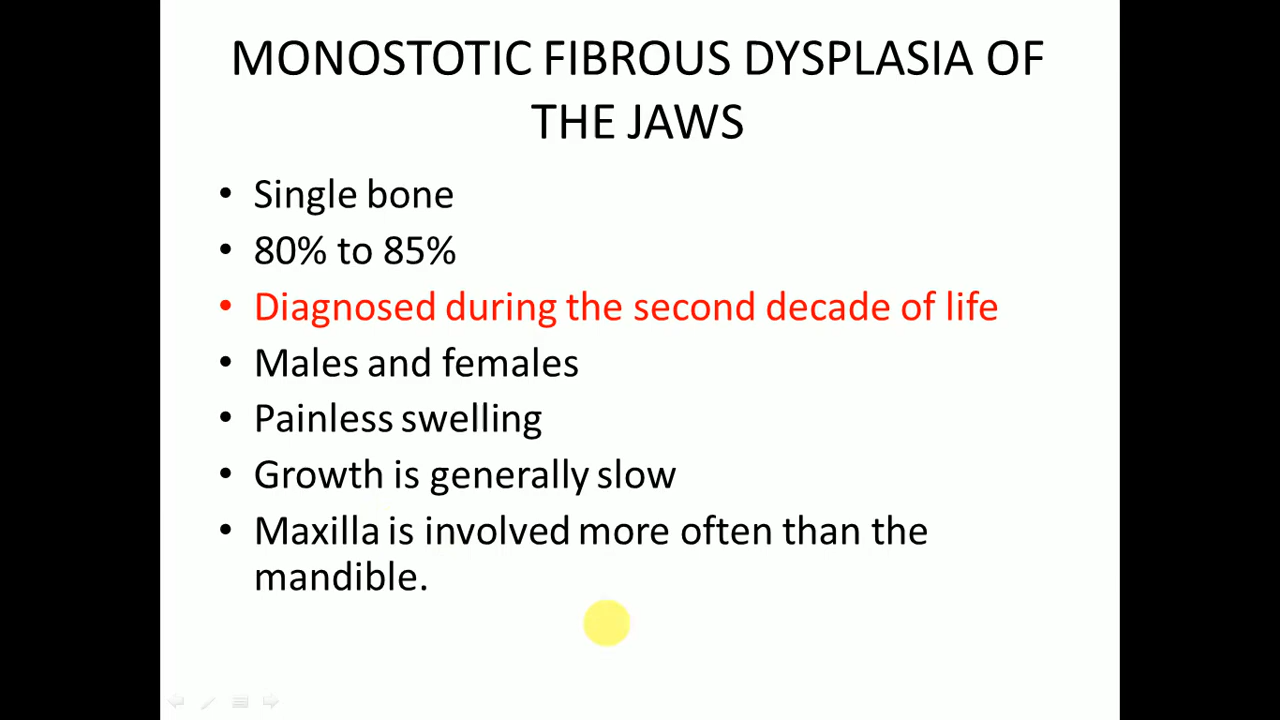 MONOSTOTIC FIBROUS DYSPLASIA OF
THE JAWS
• Single bone
• 80% to 85%
• Diagnosed during the second decade of life
• Males and females
• Painless swelling
• Growth is generally slow
• Maxilla is involved more often than the
mandible.